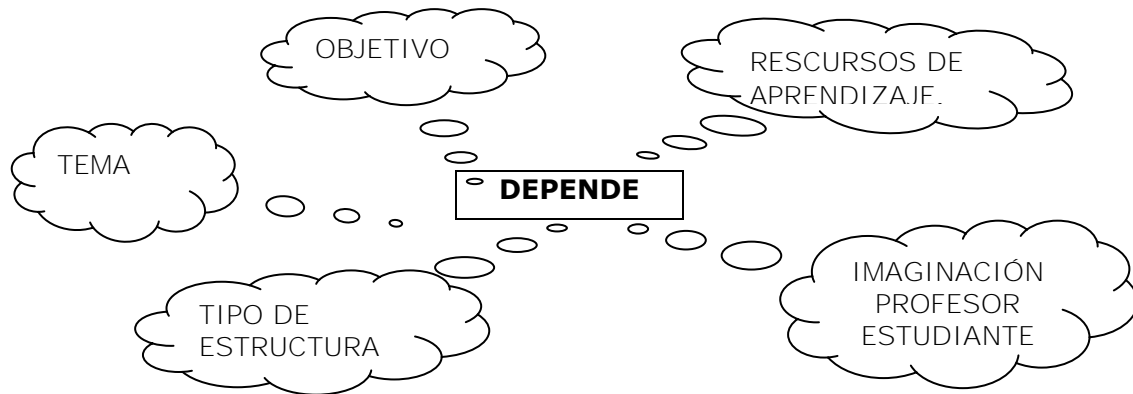 OBJETIVO
RESCURSOS DE
APRENDIZAJE.
TEMA
DEPENDE
TIPO DE
ESTRUCTURA
IMAGINACIÓN
PROFESOR
ESTUDIANTE